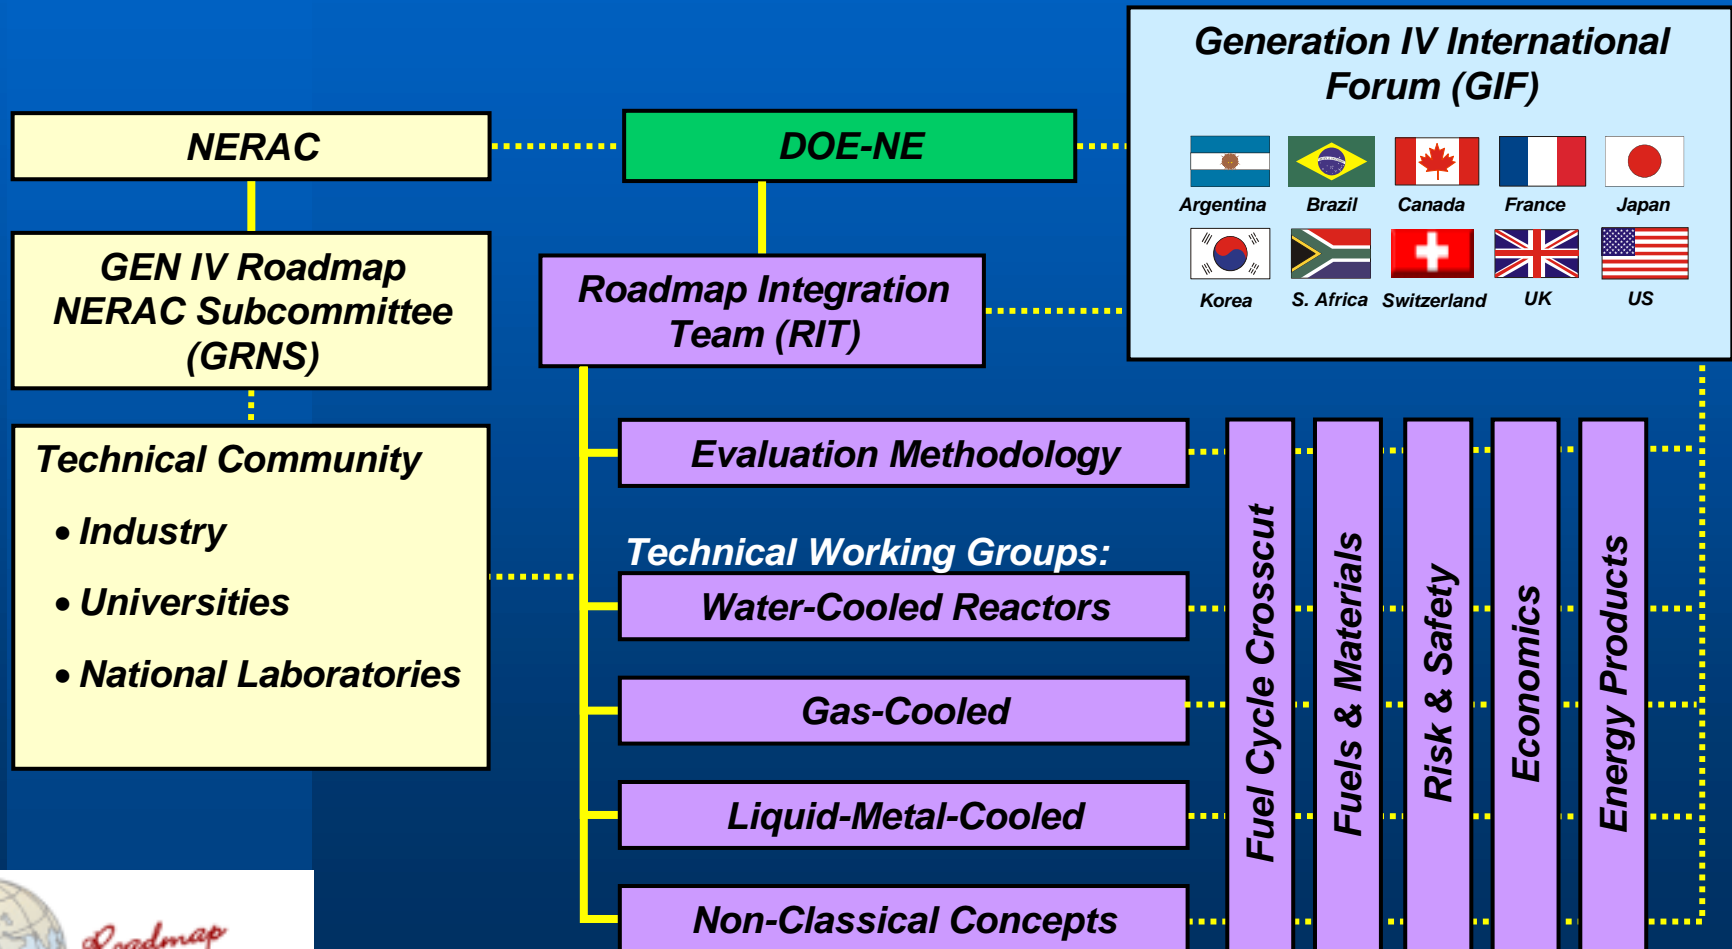 Generation IV International
Forum (GIF)
Argentina
Brazil
Canada
France
Japan
Korea
S. Africa
Switzerland
UK
US
NERAC
DOE-NE
GEN IV Roadmap
NERAC Subcommittee
(GRNS)
Roadmap Integration
Team (RIT)
Technical Community
• Industry
• Universities
• National Laboratories
Evaluation Methodology
Technical Working Groups:
Water-Cooled Reactors
Gas-Cooled
Liquid-Metal-Cooled
Non-Classical Concepts
Fuel Cycle Crosscut
Fuels & Materials
Risk & Safety
Economics
Energy Products
Roadmap